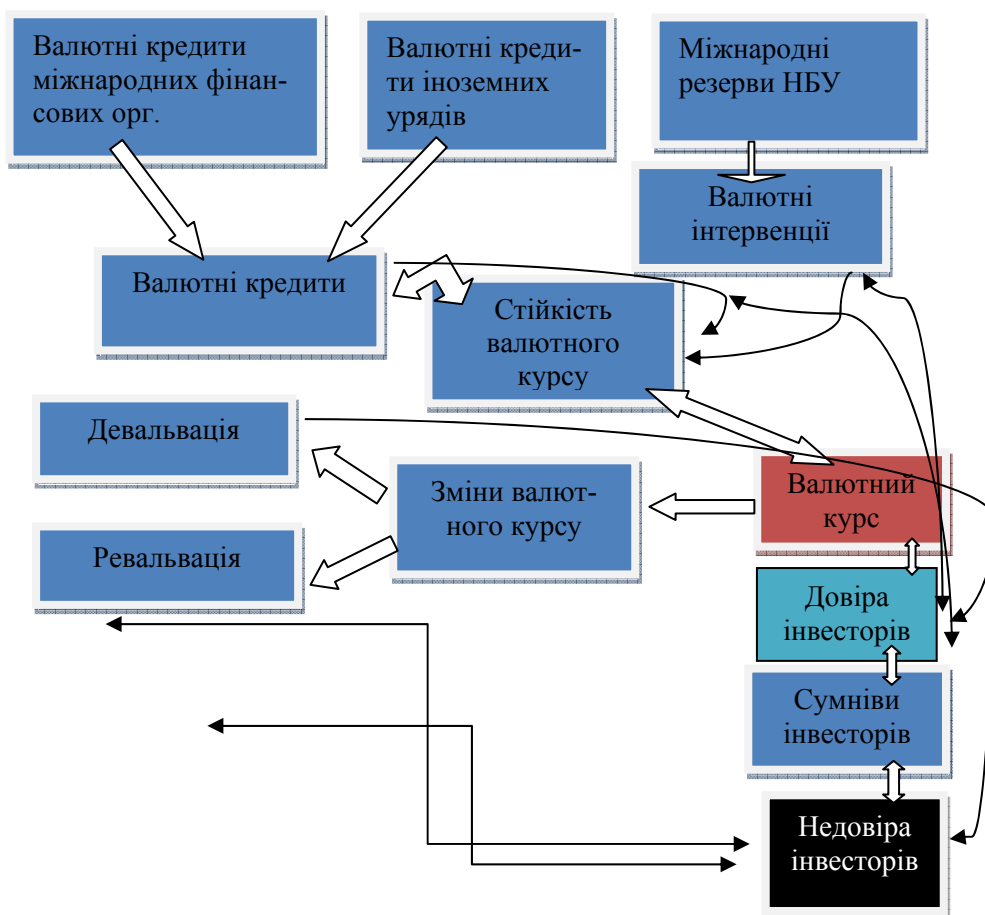 Валютні кредити
міжнародних фінан-
сових орг.
Валютні креди-
ти іноземних
урядів
Міжнародні
резерви НБУ
Валютні
інтервенції
Валютні кредити
Стійкість
валютного
курсу
Девальвація
Зміни валют-
ного курсу
Валютний
курс
Ревальвація
Довіра
інвесторів
Сумніви
інвесторів
Недовіра
інвесторів